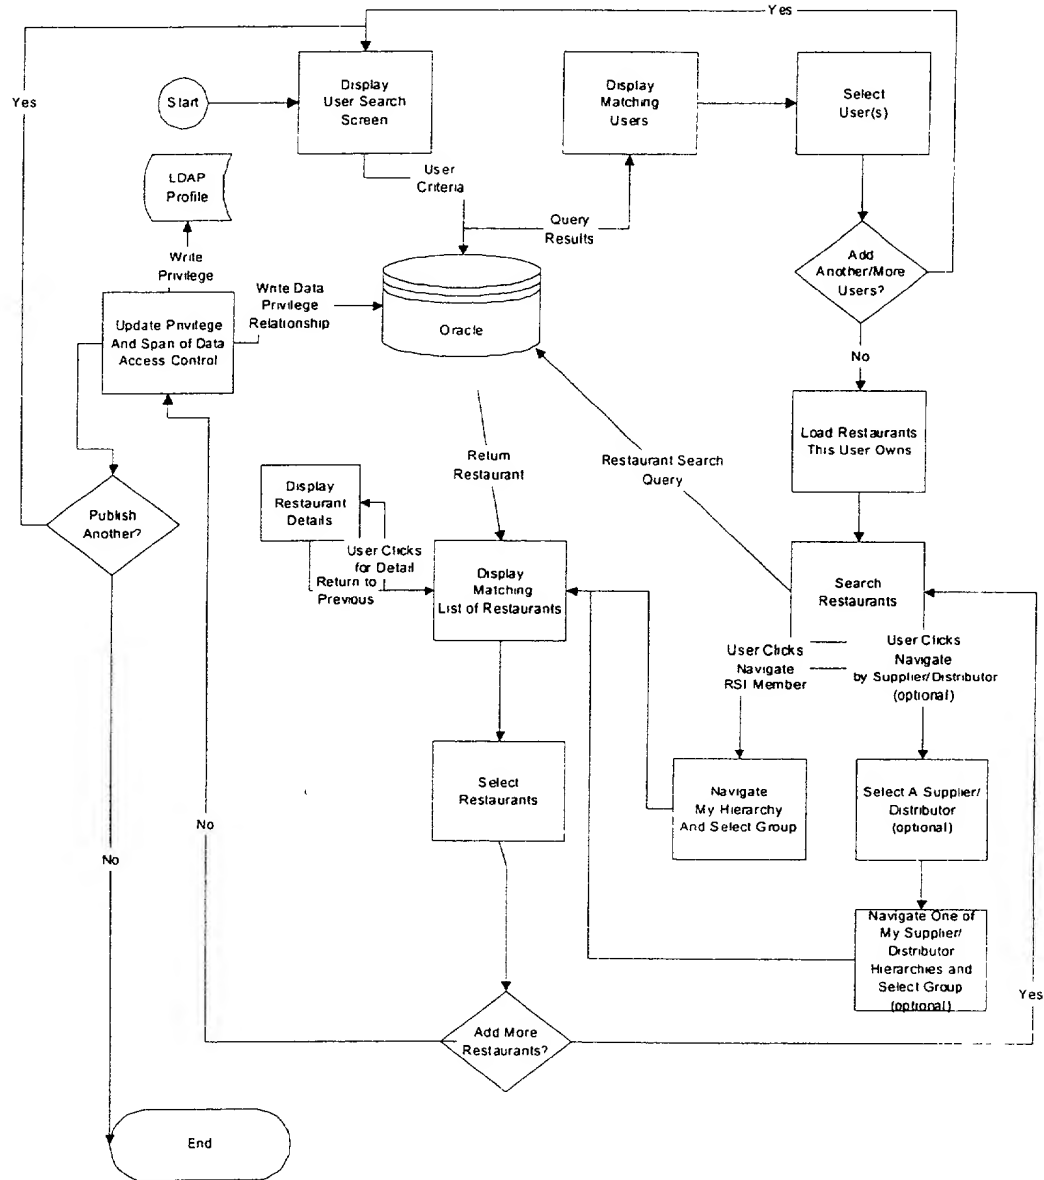 Yes
Yes
Start
Display
User Search
Screen
Display
Matching
Users
Select
User(s)
LDAP
Profile
User
Criteria
Query
Results
Write
Privilege
Add
Another/More
Users?
Write Data
Privilege
Relationship
Update Privilege
And Span of Data
Access Control
Oracle
No
Load Restaurants
This User Owns
Return
Restaurant
Restaurant Search
Query
Display
Restaurant
Details
Publish
Another?
User Clicks
for Detail
Return to
Previous
Display
Matching
List of Restaurants
Search
Restaurants
User Clicks
Navigate
RSI Member
User Clicks
Navigate
by Supplier/Distributor
(optional)
Select
Restaurants
Navigate
My Hierarchy
And Select Group
Select A Supplier/
Distributor
(optional)
No
No
Navigate One of
My Supplier/
Distributor
Hierarchies and
Select Group
(optional)
Yes
Add More
Restaurants?
End